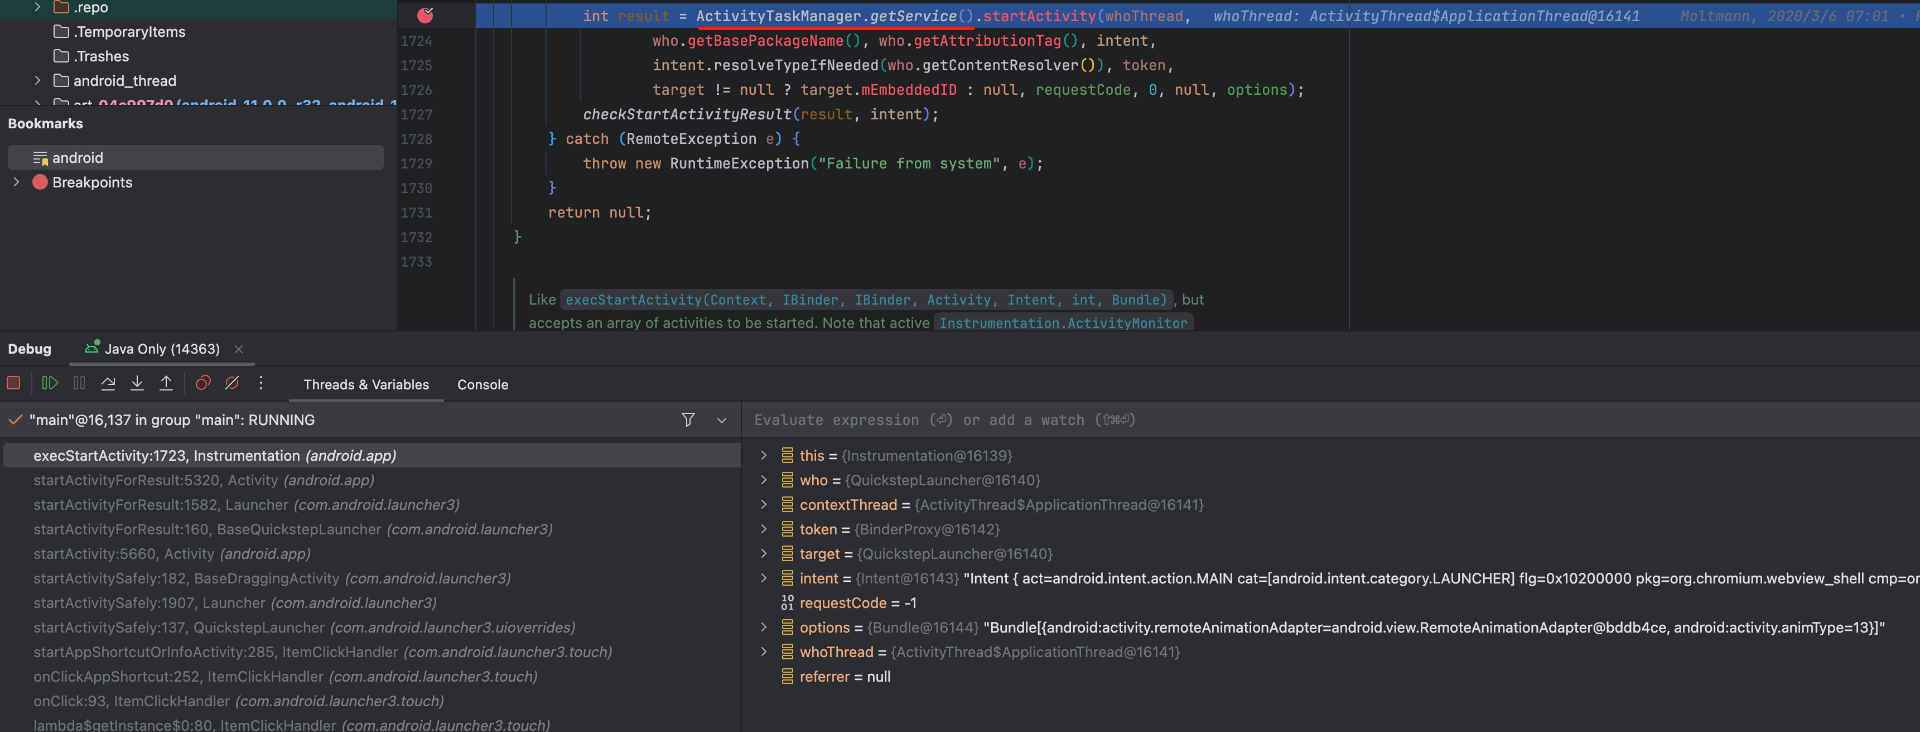 .repo
.TemporaryItems
.Trashes
android_thread
Bookmarks
android
Breakpoints
int result = ActivityTaskManager.getService().startActivity(whoThread, whoThread: ActivityThread$ApplicationThread@16141 Moltmann, 2020/3/6 07:01 •
1724 who.getBasePackageName(), who.getAttributionTag(), intent,
1725 intent.resolveTypeIfNeeded(who.getContentResolver()), token,
1726 target != null ? target.mEmbeddedID : null, requestCode, 0, null, options);
1727 checkStartActivityResult(result, intent);
1728 } catch (RemoteException e) {
1729 throw new RuntimeException("Failure from system", e);
1730 }
1731 return null;
1732 }
1733
Like execStartActivity(Context, IBinder, IBinder, Activity, Intent, int, Bundle), but
accepts an array of activities to be started. Note that active Instrumentation.ActivityMonitor
Debug Java Only (14363)
Threads & Variables Console
"main"@16,137 in group "main": RUNNING
execStartActivity:1723, Instrumentation (android.app)
startActivityForResult:5320, Activity (android.app)
startActivityForResult:1582, Launcher (com.android.launcher3)
startActivityForResult:160, BaseQuickstepLauncher (com.android.launcher3)
startActivity:5660, Activity (android.app)
startActivitySafely:182, BaseDraggingActivity (com.android.launcher3)
startActivitySafely:1907, Launcher (com.android.launcher3)
startActivitySafely:137, QuickstepLauncher (com.android.launcher3.uioverrides)
startAppShortcutOrInfoActivity:285, ItemClickHandler (com.android.launcher3.touch)
onClickAppShortcut:252, ItemClickHandler (com.android.launcher3.touch)
onClick:93, ItemClickHandler (com.android.launcher3.touch)
lambda$getInstance$0:80, ItemClickHandler (com.android.launcher3.touch)
Evaluate expression (⏎) or add a watch (⇧⌘⏎)
this = {Instrumentation@16139}
who = {QuickstepLauncher@16140}
contextThread = {ActivityThread$ApplicationThread@16141}
token = {BinderProxy@16142}
target = {QuickstepLauncher@16140}
intent = {Intent@16143} "Intent { act=android.intent.action.MAIN cat=[android.intent.category.LAUNCHER] flg=0x10200000 pkg=org.chromium.webview_shell cmp=or
requestCode = -1
options = {Bundle@16144} "Bundle[{android:activity.remoteAnimationAdapter=android.view.RemoteAnimationAdapter@bddb4ce, android:activity.animType=13}]"
whoThread = {ActivityThread$ApplicationThread@16141}
referrer = null